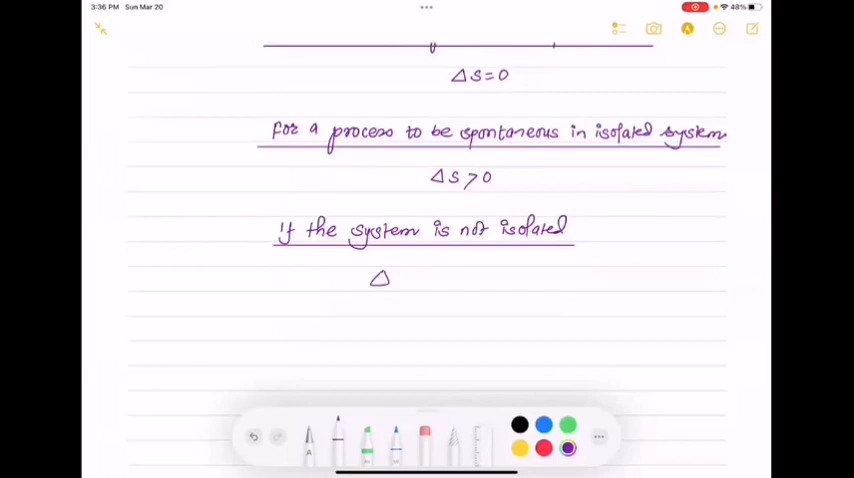 3:36 PM Sun Mar 20
48%
ΔS=0
For a process to be spontaneous in isolated system
ΔS>0
If the system is not isolated
Δ
A